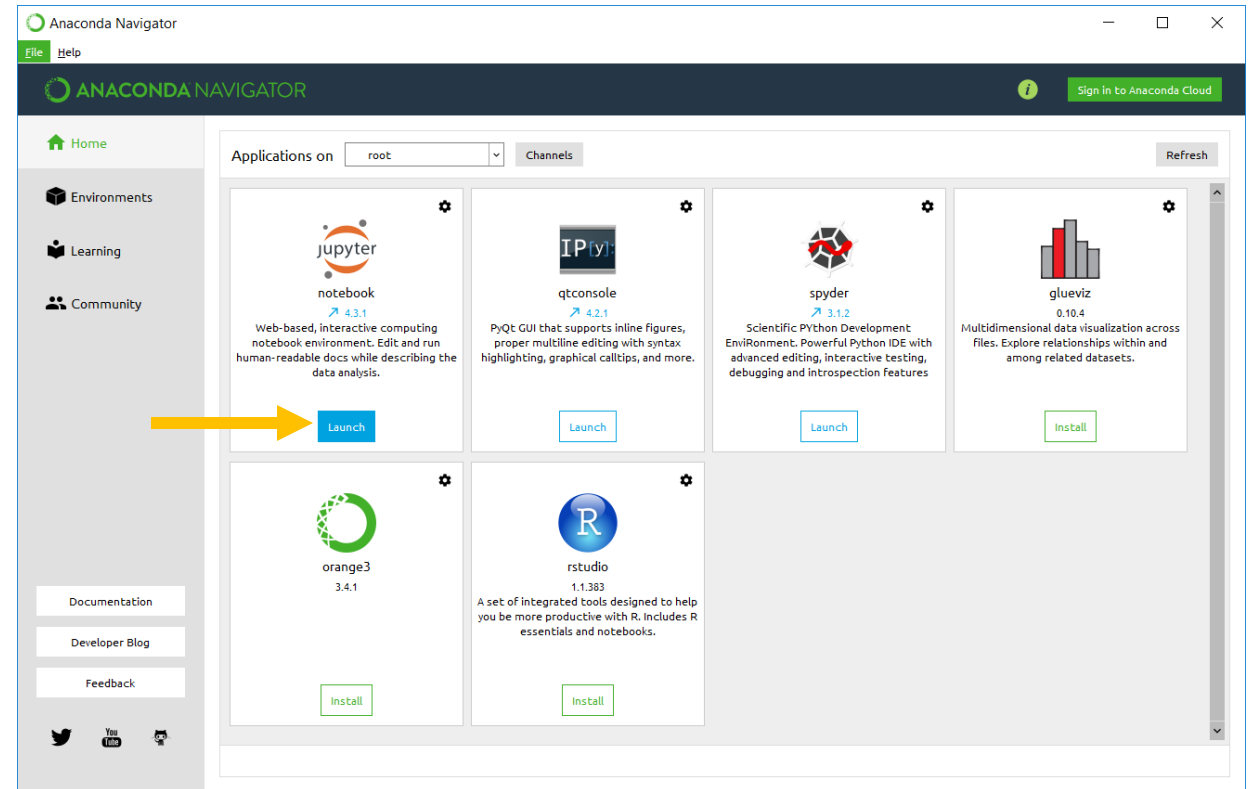 Anaconda Navigator
File Help
ANACONDA NAVIGATOR
i
Sign in to Anaconda Cloud
Home
Environments
Learning
Community
Documentation
Developer Blog
Feedback
You
Tube
Applications on root Channels Refresh
jupyter
notebook
4.3.1
Web-based, interactive computing
notebook environment. Edit and run
human-readable docs while describing the
data analysis.
Launch
IP[y]:
qtconsole
4.2.1
PyQt GUI that supports inline figures,
proper multiline editing with syntax
highlighting, graphical calltips, and more.
Launch
spyder
3.1.2
Scientific PYthon Development
EnviRonment. Powerful Python IDE with
advanced editing, interactive testing,
debugging and introspection features
Launch
glueviz
0.10.4
Multidimensional data visualization across
files. Explore relationships within and
among related datasets.
Install
orange3
3.4.1
Install
R
rstudio
1.1.383
A set of integrated tools designed to help
you be more productive with R. Includes R
essentials and notebooks.
Install